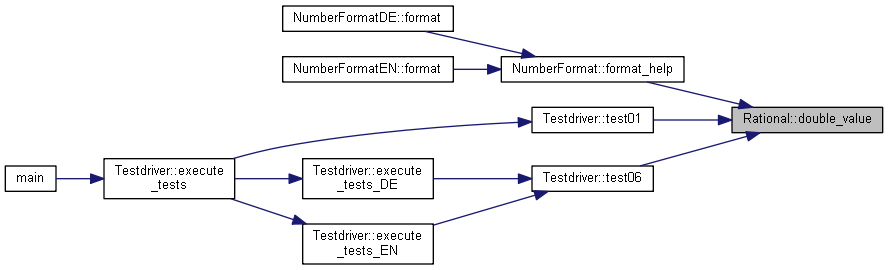 NumberFormatDE::format
NumberFormatEN::format
NumberFormat::format_help
Testdriver::test01
Rational::double_value
main
Testdriver::execute
_tests
Testdriver::execute
_tests_DE
Testdriver::test06
Testdriver::execute
_tests_EN